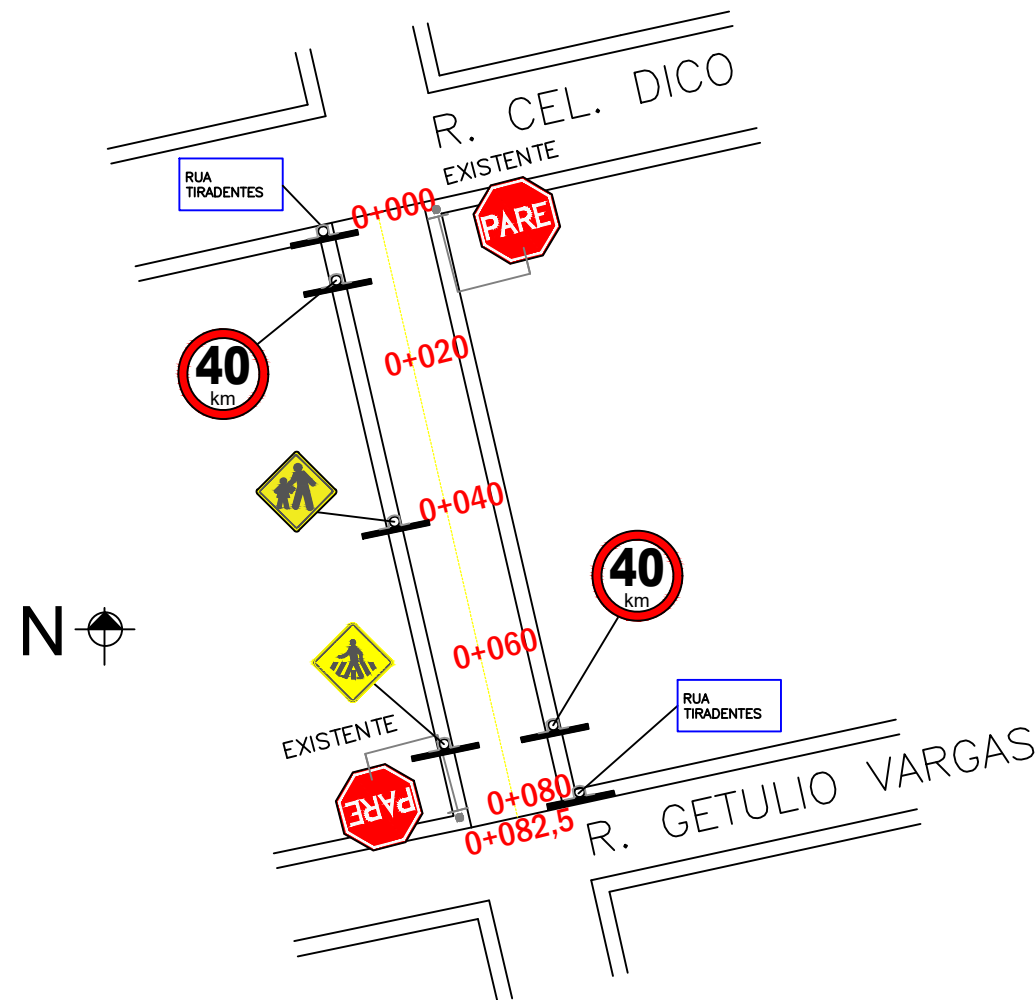 R. CEL. DICO
EXISTENTE
RUA
TIRADENTES
PARE
0+000
0+020
40
km
0+040
40
km
N
0+060
RUA
TIRADENTES
EXISTENTE
PARE
0+080
0+082,5
R. GETULIO VARGAS